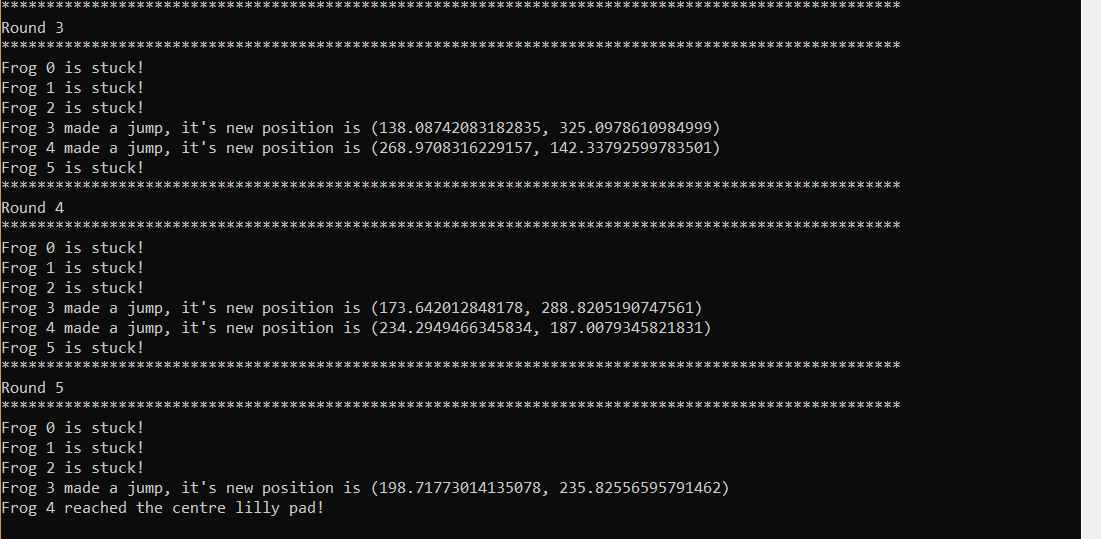 ****************************************************************************************************
Round 3
****************************************************************************************************
Frog 0 is stuck!
Frog 1 is stuck!
Frog 2 is stuck!
Frog 3 made a jump, it's new position is (138.08742083182835, 325.0978610984999)
Frog 4 made a jump, it's new position is (268.9708316229157, 142.33792599783501)
Frog 5 is stuck!
****************************************************************************************************
Round 4
****************************************************************************************************
Frog 0 is stuck!
Frog 1 is stuck!
Frog 2 is stuck!
Frog 3 made a jump, it's new position is (173.642012848178, 288.8205190747561)
Frog 4 made a jump, it's new position is (234.2949466345834, 187.0079345821831)
Frog 5 is stuck!
****************************************************************************************************
Round 5
****************************************************************************************************
Frog 0 is stuck!
Frog 1 is stuck!
Frog 2 is stuck!
Frog 3 made a jump, it's new position is (198.71773014135078, 235.82556595791462)
Frog 4 reached the centre lilly pad!